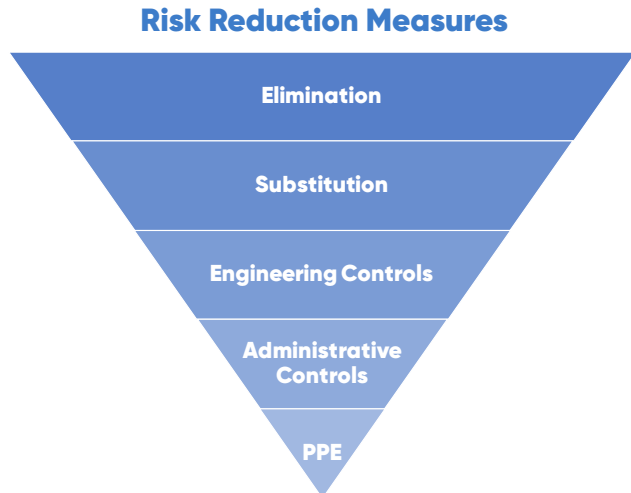 Risk Reduction Measures
Elimination
Substitution
Engineering Controls
Administrative
Controls
PPE